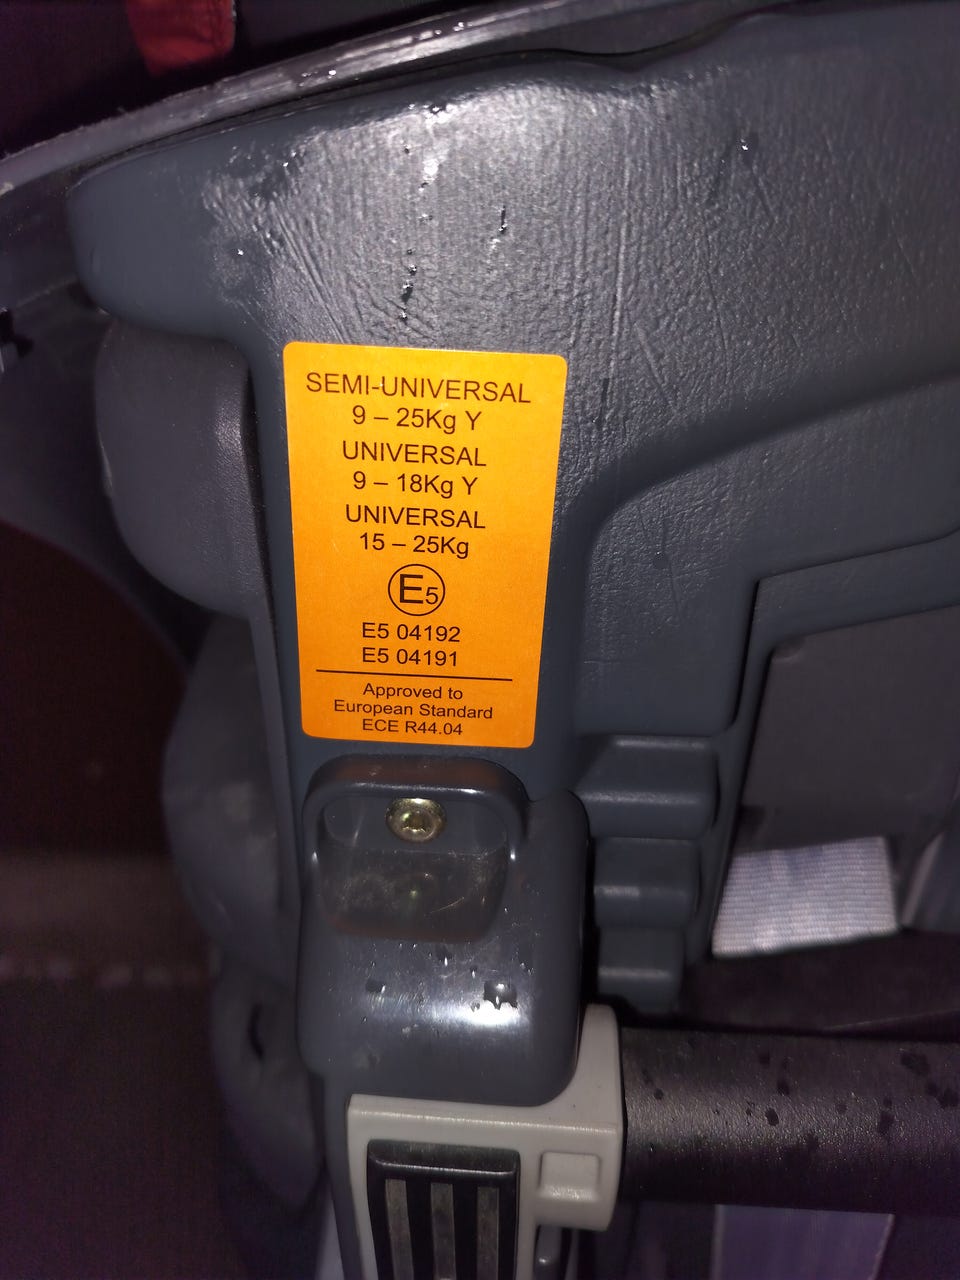 SEMI-UNIVERSAL
9 – 25Kg Y
UNIVERSAL
9 – 18Kg Y
UNIVERSAL
15 – 25Kg
E5
E5 04192
E5 04191
Approved to
European Standard
ECE R44.04